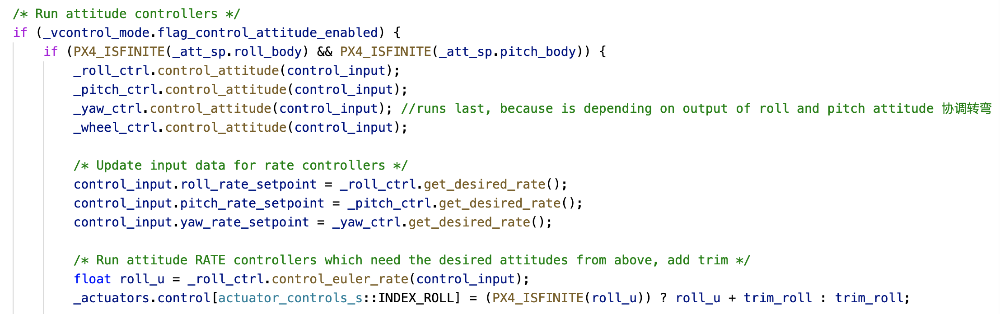 /* Run attitude controllers */
if (_vcontrol_mode.flag_control_attitude_enabled) {
    if (PX4_ISFINITE(_att_sp.roll_body) && PX4_ISFINITE(_att_sp.pitch_body)) {
        _roll_ctrl.control_attitude(control_input);
        _pitch_ctrl.control_attitude(control_input);
        _yaw_ctrl.control_attitude(control_input); //runs last, because is depending on output of roll and pitch attitude 协调转弯
        _wheel_ctrl.control_attitude(control_input);

        /* Update input data for rate controllers */
        control_input.roll_rate_setpoint = _roll_ctrl.get_desired_rate();
        control_input.pitch_rate_setpoint = _pitch_ctrl.get_desired_rate();
        control_input.yaw_rate_setpoint = _yaw_ctrl.get_desired_rate();

        /* Run attitude RATE controllers which need the desired attitudes from above, add trim */
        float roll_u = _roll_ctrl.control_euler_rate(control_input);
        _actuators.control[actuator_controls_s::INDEX_ROLL] = (PX4_ISFINITE(roll_u)) ? roll_u + trim_roll : trim_roll;